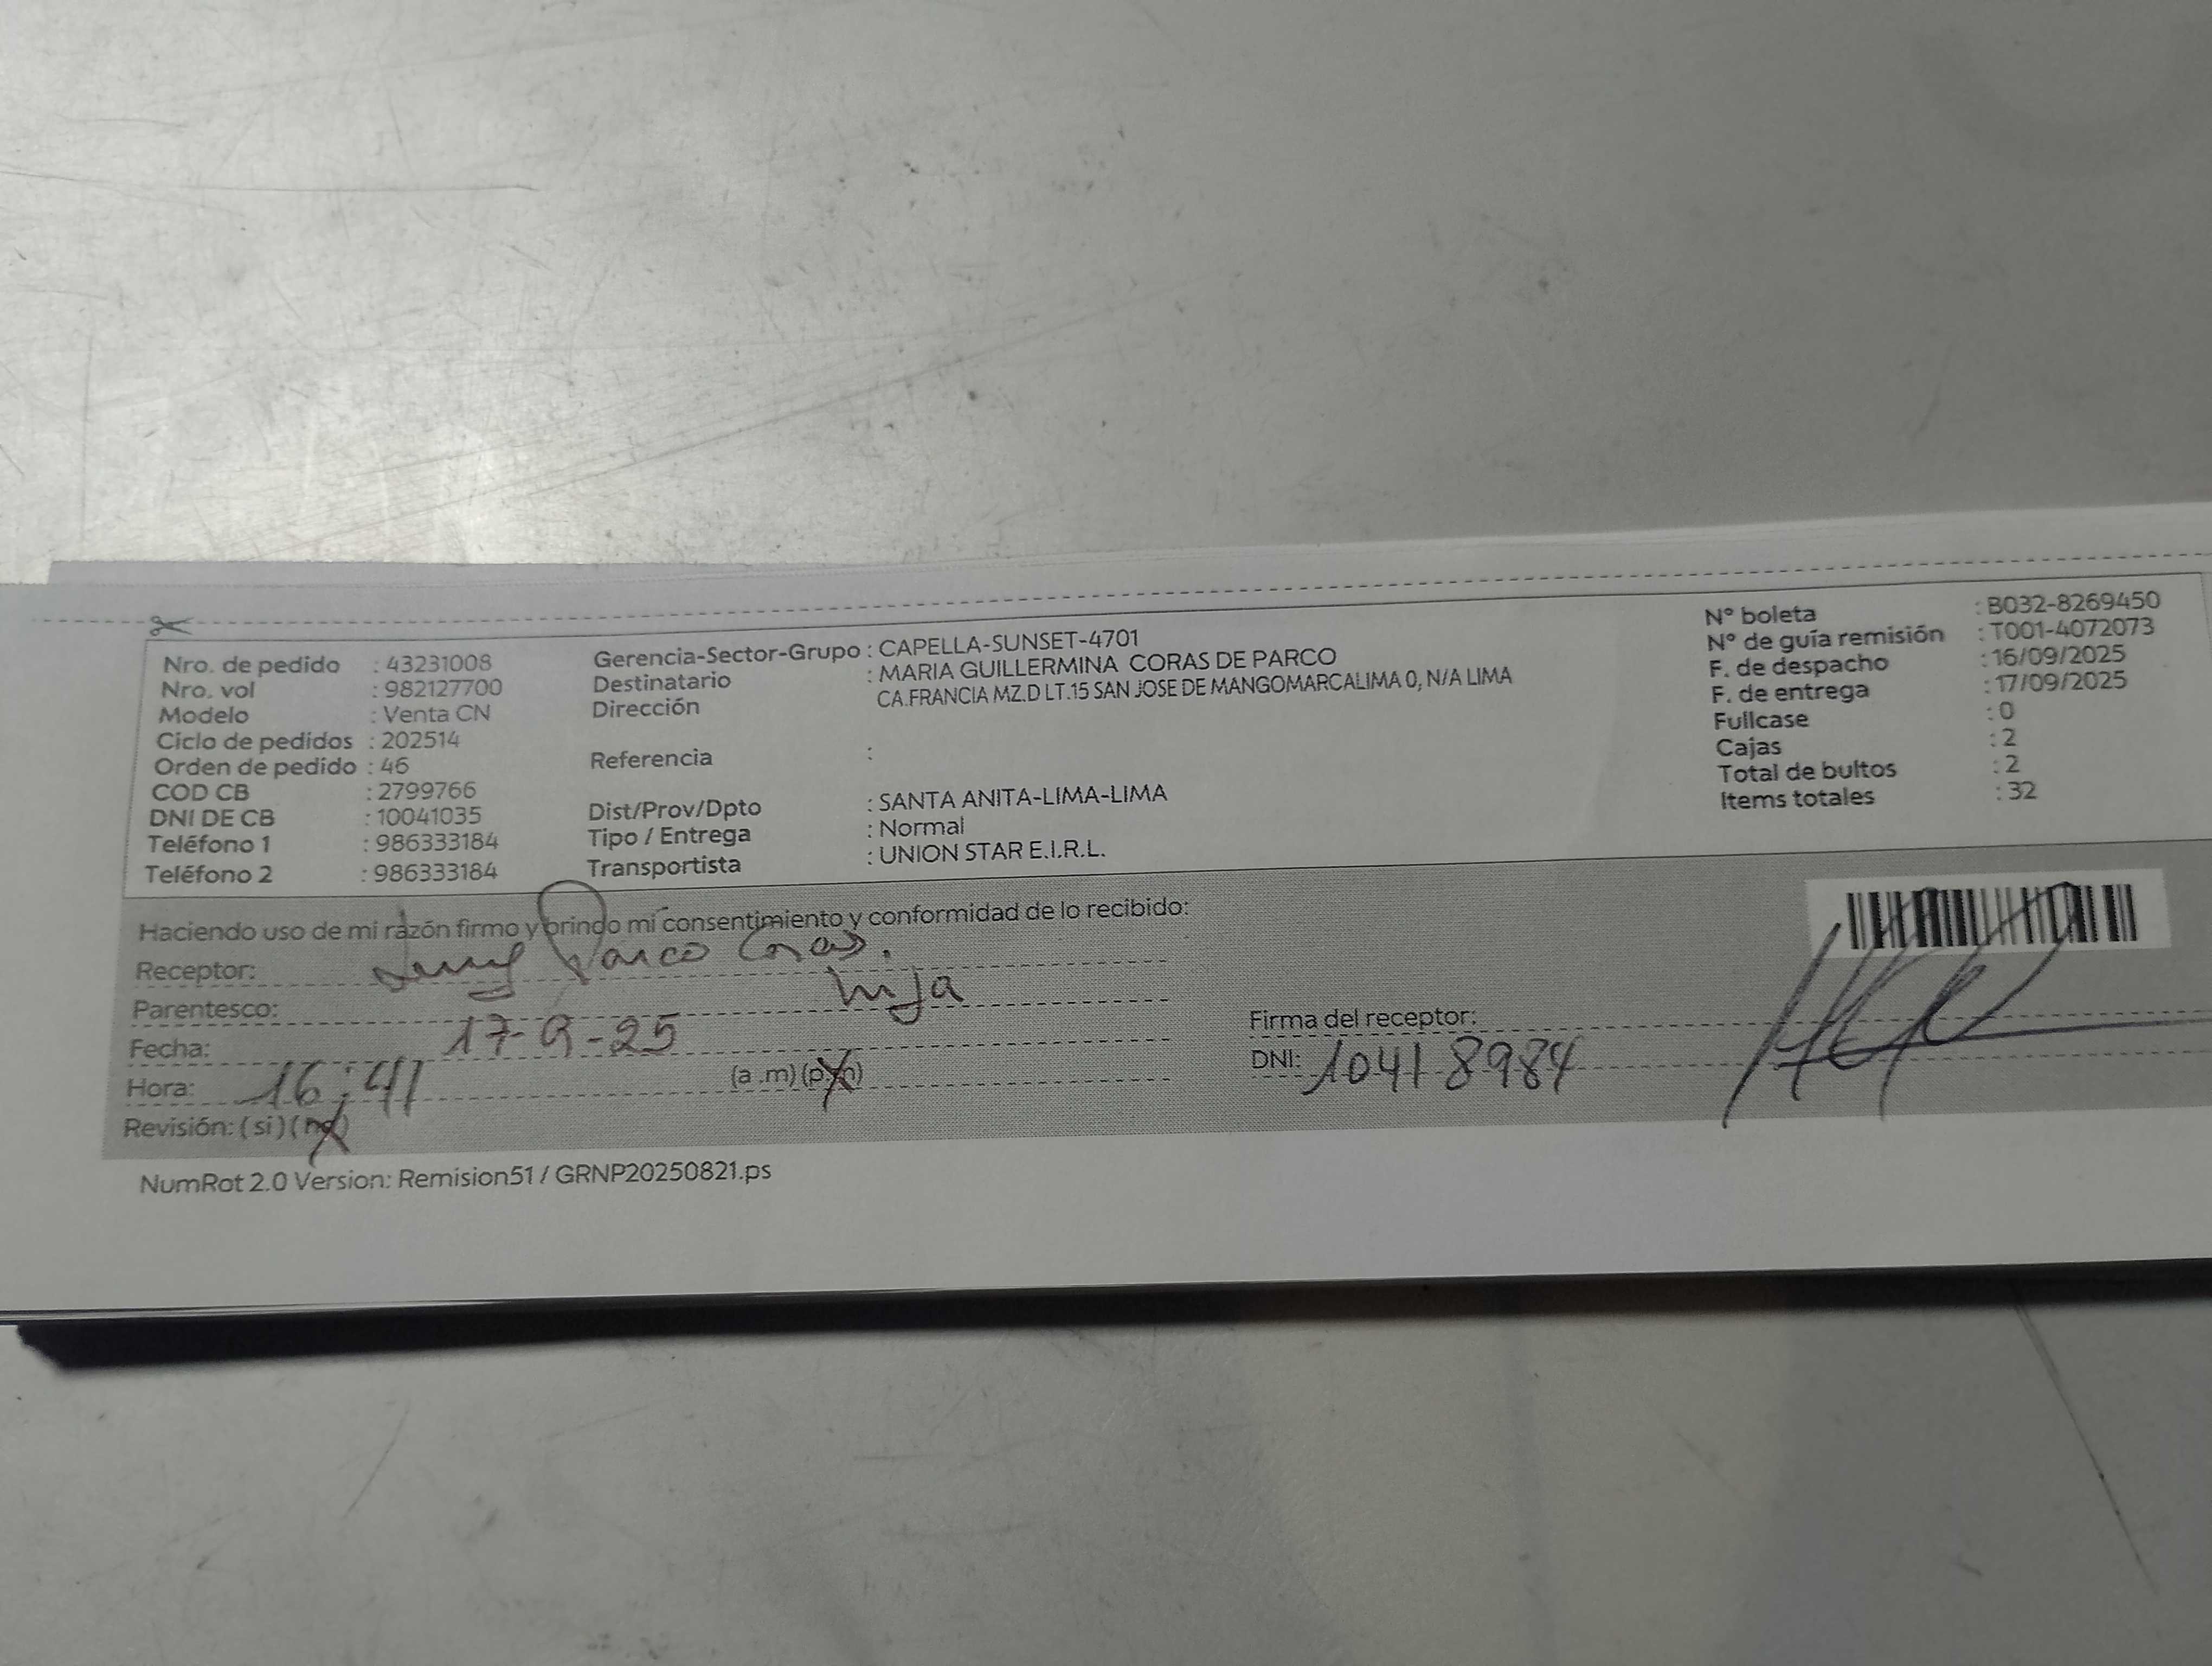 Nro. de pedido : 43231008
Nro. vol : 982127700
Modelo : Venta CN
Ciclo de pedidos : 202514
Orden de pedido : 46
COD CB : 2799766
DNI DE CB : 10041035
Teléfono 1 : 986333184
Teléfono 2 : 986333184
Gerencia-Sector-Grupo : CAPELLA-SUNSET-4701
Destinatario : MARIA GUILLERMINA CORAS DE PARCO
Dirección CA.FRANCIA MZ.D LT.15 SAN JOSE DE MANGOMARCALIMA 0, N/A LIMA
Referencia :
Dist/Prov/Dpto : SANTA ANITA-LIMA-LIMA
Tipo / Entrega : Normal
Transportista : UNION STAR E.I.R.L.
N° boleta : B032-8269450
N° de guía remisión : T001-4072073
F. de despacho : 16/09/2025
F. de entrega : 17/09/2025
Fullcase : 0
Cajas : 2
Total de bultos : 2
Items totales : 32
Haciendo uso de mi razón firmo y brindo mi consentimiento y conformidad de lo recibido:
Receptor: Parco Coras.
Parentesco: hija
Fecha: 17-9-25
Hora: 16:41 (a .m) (p.m)
Revisión: (si) (no)
Firma del receptor:
DNI: 10418984
NumRot 2.0 Version: Remision51 / GRNP20250821.ps